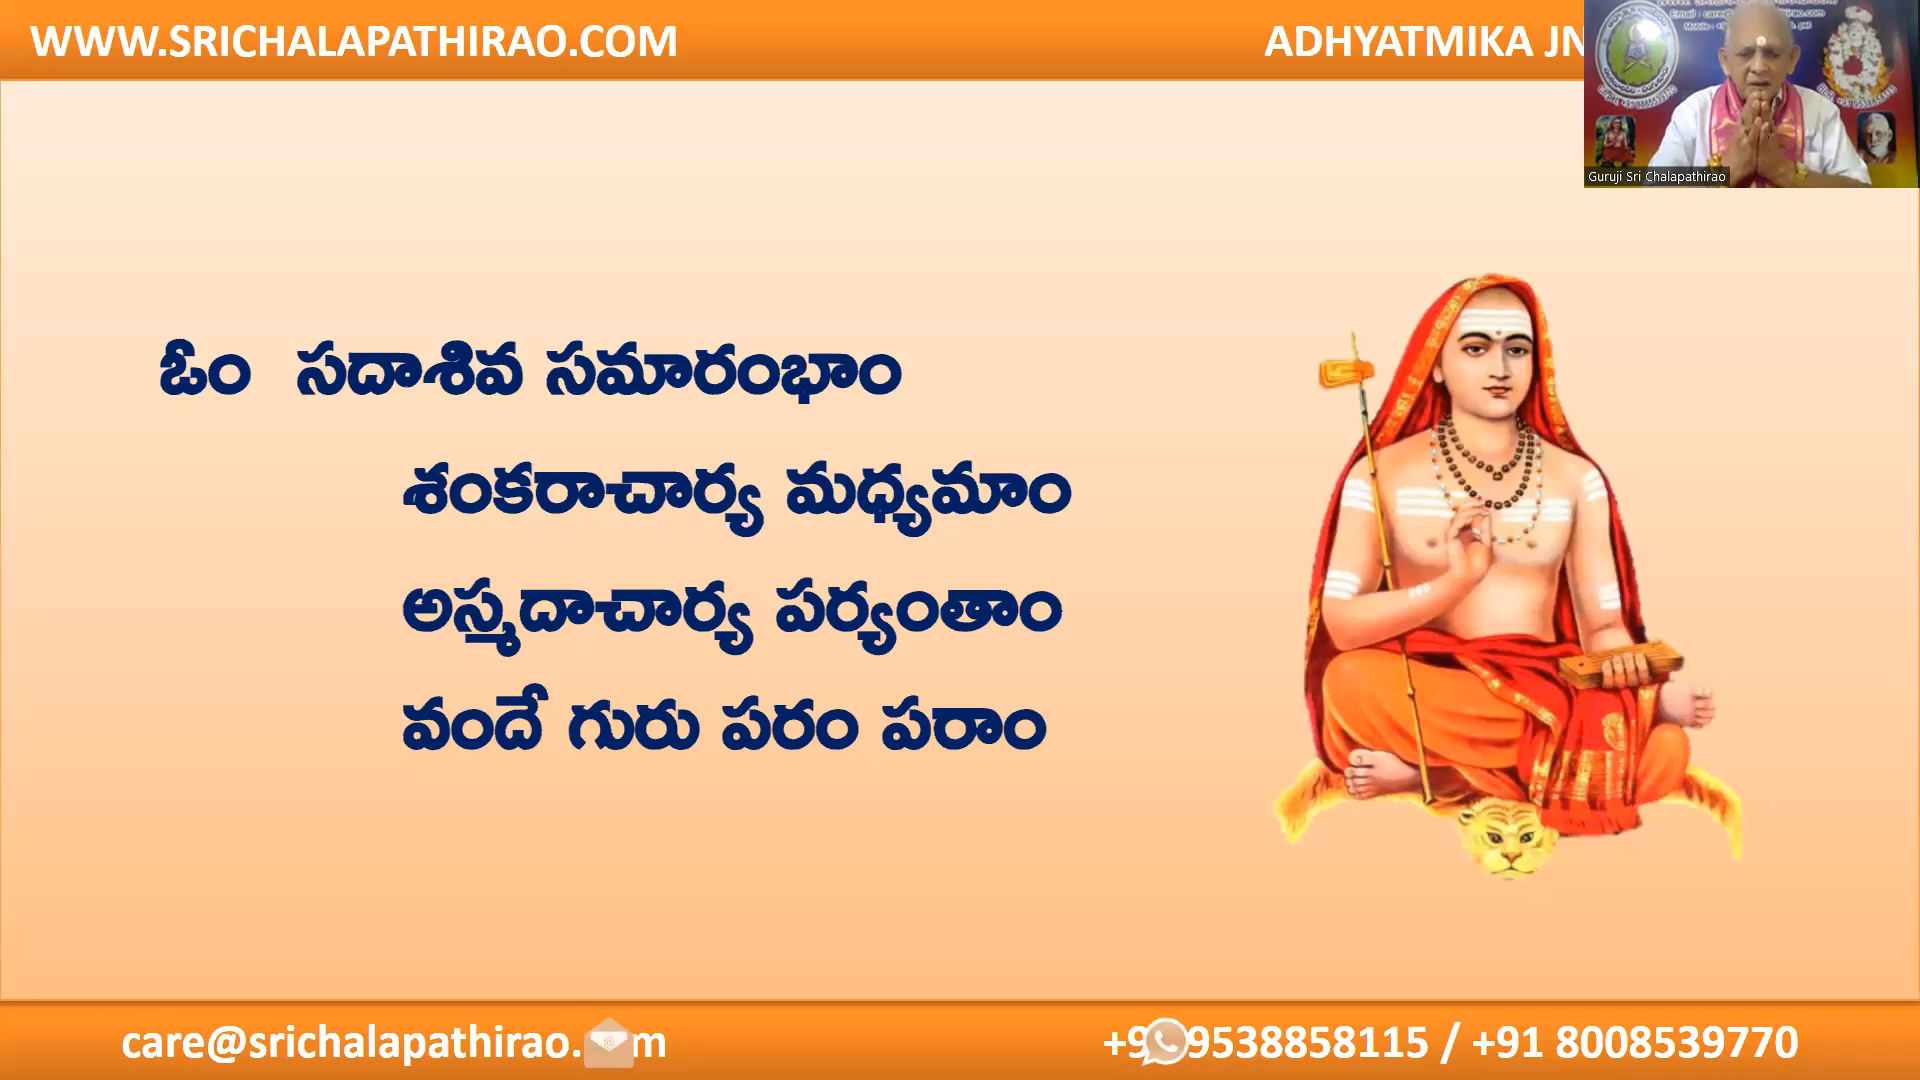 WWW.SRICHALAPATHIRAO.COM
ADHYATMIKA
Guruji Sri Chalapathirao
ఓం సదాశివ సమారంభాం
శంకరాచార్య మధ్యమాం
అస్మదాచార్య పర్యంతాం
వందే గురు పరం పరాం
care@srichalapathirao. m
+9 9538858115 / +91 8008539770